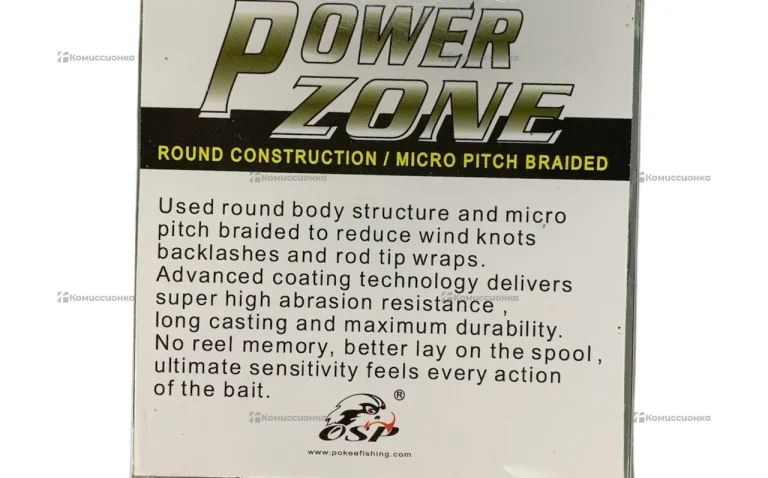 POWER
ZONE
ROUND CONSTRUCTION / MICRO PITCH BRAIDED
Used round body structure and micro
pitch braided to reduce wind knots
backlashes and rod tip wraps.
Advanced coating technology delivers
super high abrasion resistance ,
long casting and maximum durability.
No reel memory, better lay on the spool ,
ultimate sensitivity feels every action
of the bait.
®
OSP
www.pokeefishing.com
Комиссионка
Комиссионка
Комиссионка
Комиссионка
Комиссионка
Комиссионка
Комиссионка
Комиссионка